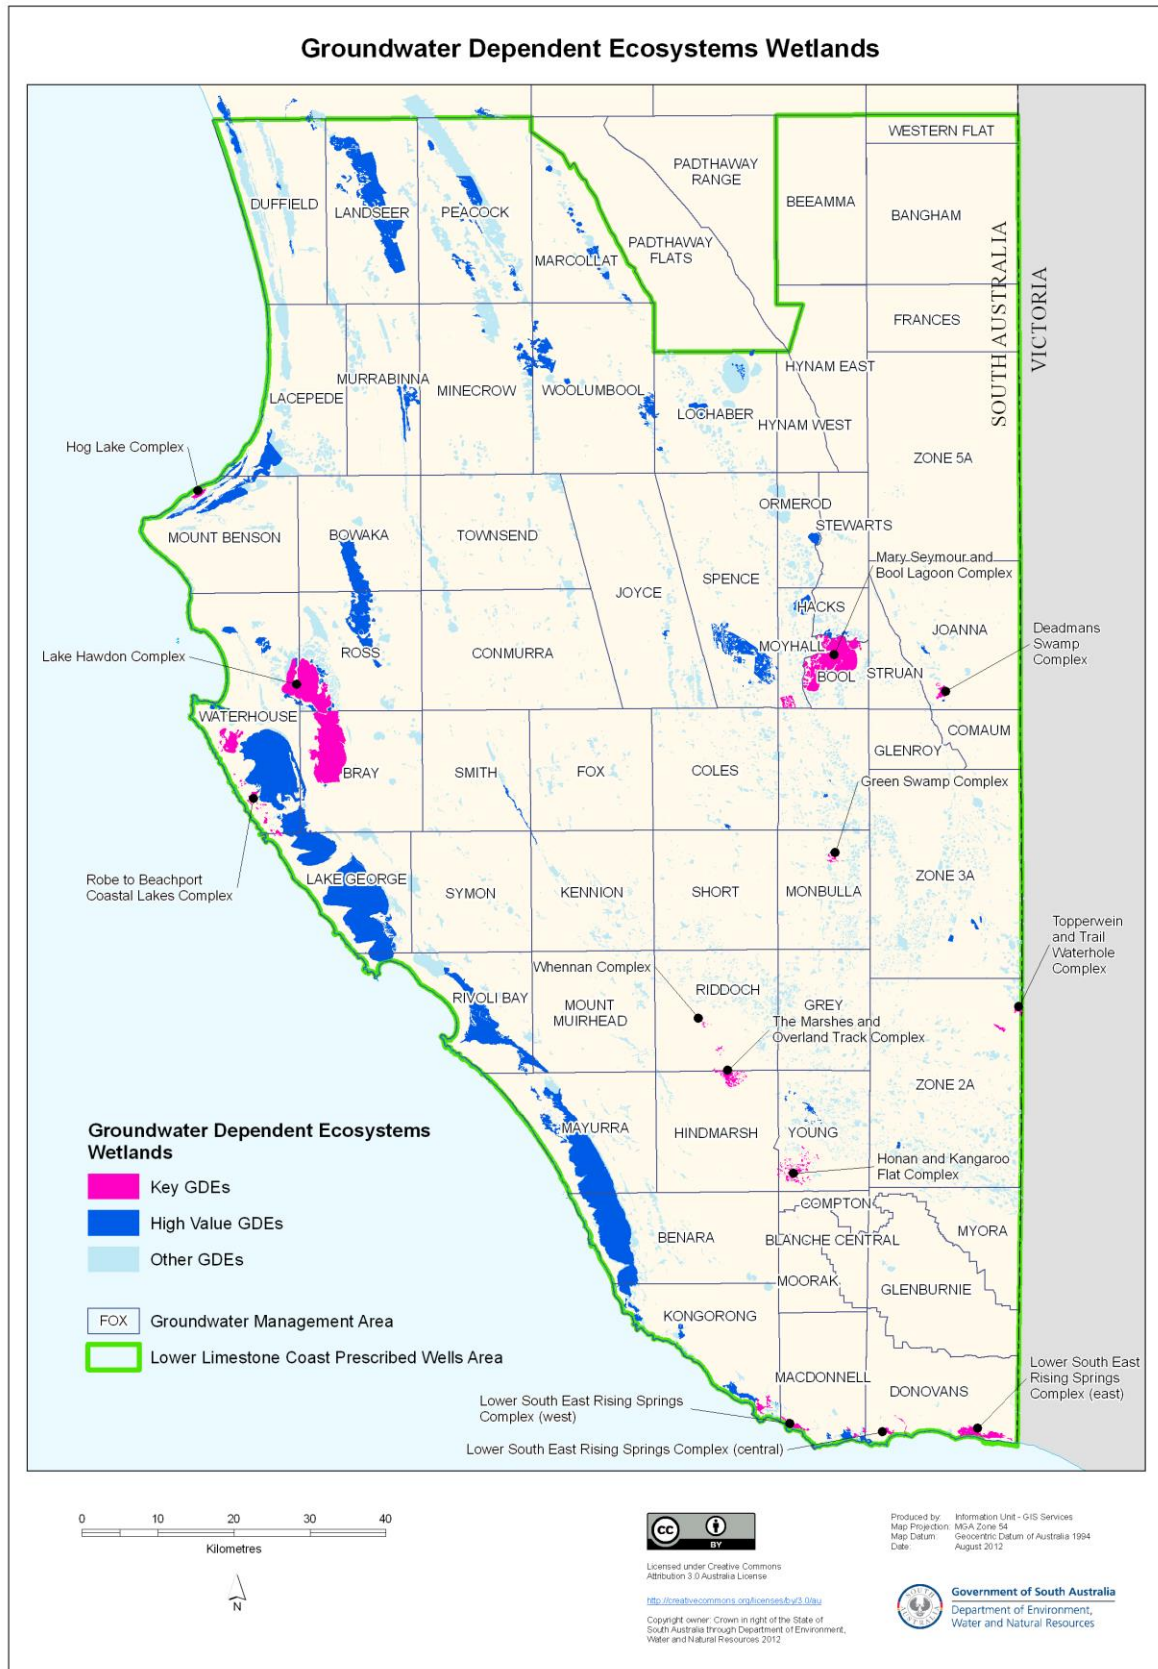 Groundwater Dependent Ecosystems Wetlands
WESTERN FLAT
PADTHAWAY
RANGE
DUFFIELD
LANDSEER
PEACOCK
BEEAMMA
BANGHAM
PADTHAWAY
FLATS
MARCOLLAT
SOUTH AUSTRALIA
VICTORIA
FRANCES
HYNAM EAST
MURRABINNA
MINECROW
WOOLUMBOOL
LACEPEDE
LOCHABER
HYNAM WEST
Hog Lake Complex
ZONE 5A
ORMEROD
STEWARTS
MOUNT BENSON
BOWAKA
TOWNSEND
Mary Seymour and
Bool Lagoon Complex
SPENCE
JOYCE
HACKS
JOANNA
Deadmans
Swamp
Complex
Lake Hawdon Complex
ROSS
CONMURRA
MOYHALL
BOOL
STRUAN
WATERHOUSE
COMAUM
GLENROY
BRAY
SMITH
FOX
COLES
Green Swamp Complex
Robe to Beachport
Coastal Lakes Complex
LAKE GEORGE
SYMON
KENNION
SHORT
MONBULLA
ZONE 3A
Topperwein
and Trail
Waterhole
Complex
Whennan Complex
RIVOLI BAY
MOUNT
MUIRHEAD
RIDDOCH
GREY
The Marshes and
Overland Track Complex
ZONE 2A
MAYURRA
HINDMARSH
YOUNG
Honan and Kangaroo
Flat Complex
COMPTON
BENARA
BLANCHE CENTRAL
MYORA
MOORAK
GLENBURNIE
KONGORONG
MACDONNELL
DONOVANS
Lower South East
Rising Springs
Complex (east)
Lower South East Rising Springs
Complex (west)
Lower South East Rising Springs Complex (central)
Groundwater Dependent Ecosystems
Wetlands
Key GDEs
High Value GDEs
Other GDEs
FOX Groundwater Management Area
Lower Limestone Coast Prescribed Wells Area
0 10 20 30 40
Kilometres
N
CC BY
Licensed under Creative Commons
Attribution 3.0 Australia License
http://creativecommons.org/licenses/by/3.0/au
Copyright owner: Crown in right of the State of
South Australia through Department of Environment,
Water and Natural Resources 2012
Produced by: Information Unit - GIS Services
Map Projection: MGA Zone 54
Map Datum: Geocentric Datum of Australia 1994
Date: August 2012
SOUTH AUSTRALIA
Government of South Australia
Department of Environment,
Water and Natural Resources